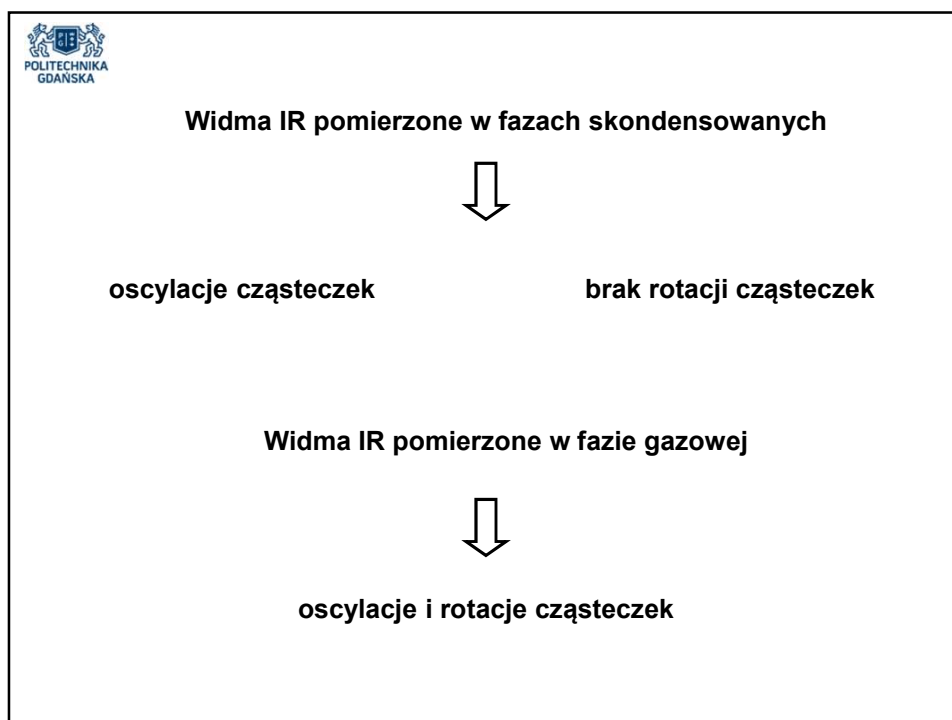 PG
POLITECHNIKA
GDAŃSKA
Widma IR pomierzone w fazach skondensowanych
oscylacje cząsteczek
brak rotacji cząsteczek
Widma IR pomierzone w fazie gazowej
oscylacje i rotacje cząsteczek